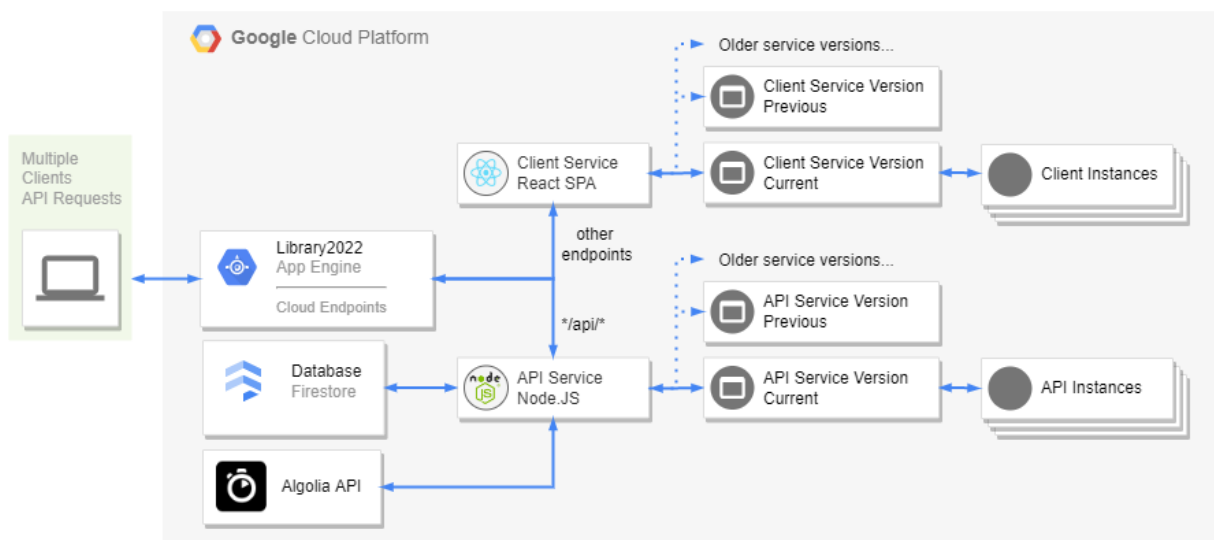 Google Cloud Platform
Older service versions...
Client Service Version
Previous
Multiple
Clients
API Requests
Client Service
React SPA
Client Service Version
Current
Client Instances
other
endpoints
Library2022
App Engine
Cloud Endpoints
Older service versions...
API Service Version
Previous
*/api/*
Database
Firestore
node
JS
API Service
Node.JS
API Service Version
Current
API Instances
Algolia API